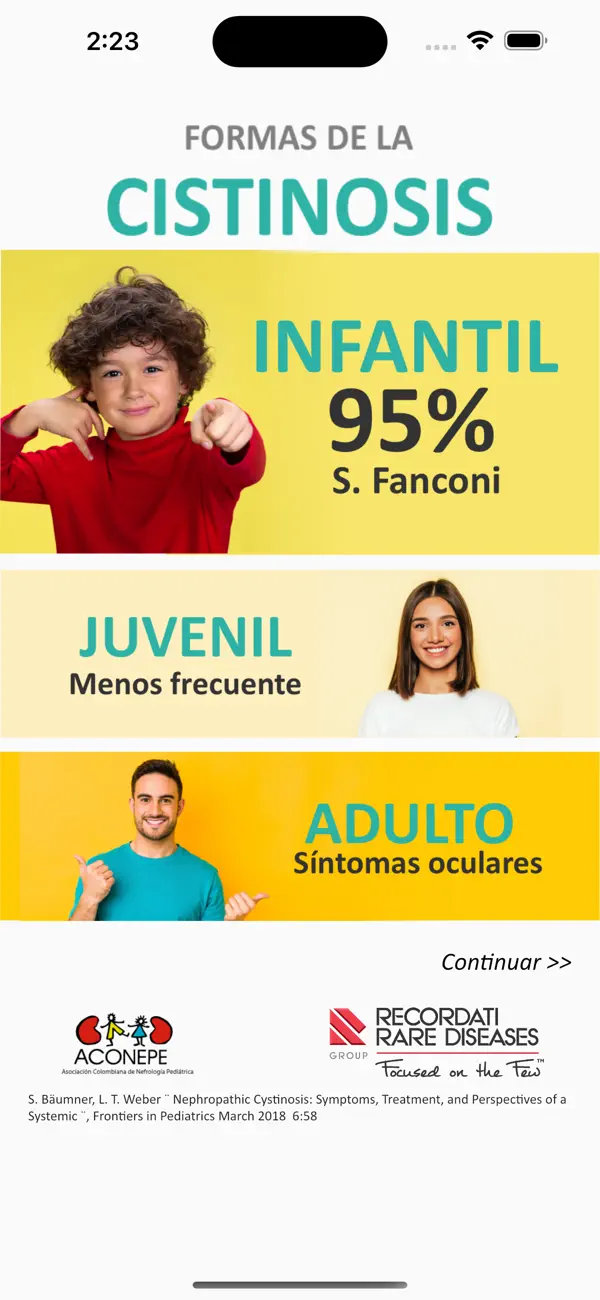 2:23
FORMAS DE LA
CISTINOSIS
INFANTIL
95%
S. Fanconi
JUVENIL
Menos frecuente
ADULTO
Síntomas oculares
Continuar >>
ACONEPE
Asociación Colombiana de Nefrología Pediátrica
RECORDATI
RARE DISEASES
GROUP
Focused on the Few™
S. Bäumner, L. T. Weber ¨ Nephropathic Cystinosis: Symptoms, Treatment, and Perspectives of a
Systemic ¨, Frontiers in Pediatrics March 2018  6:58